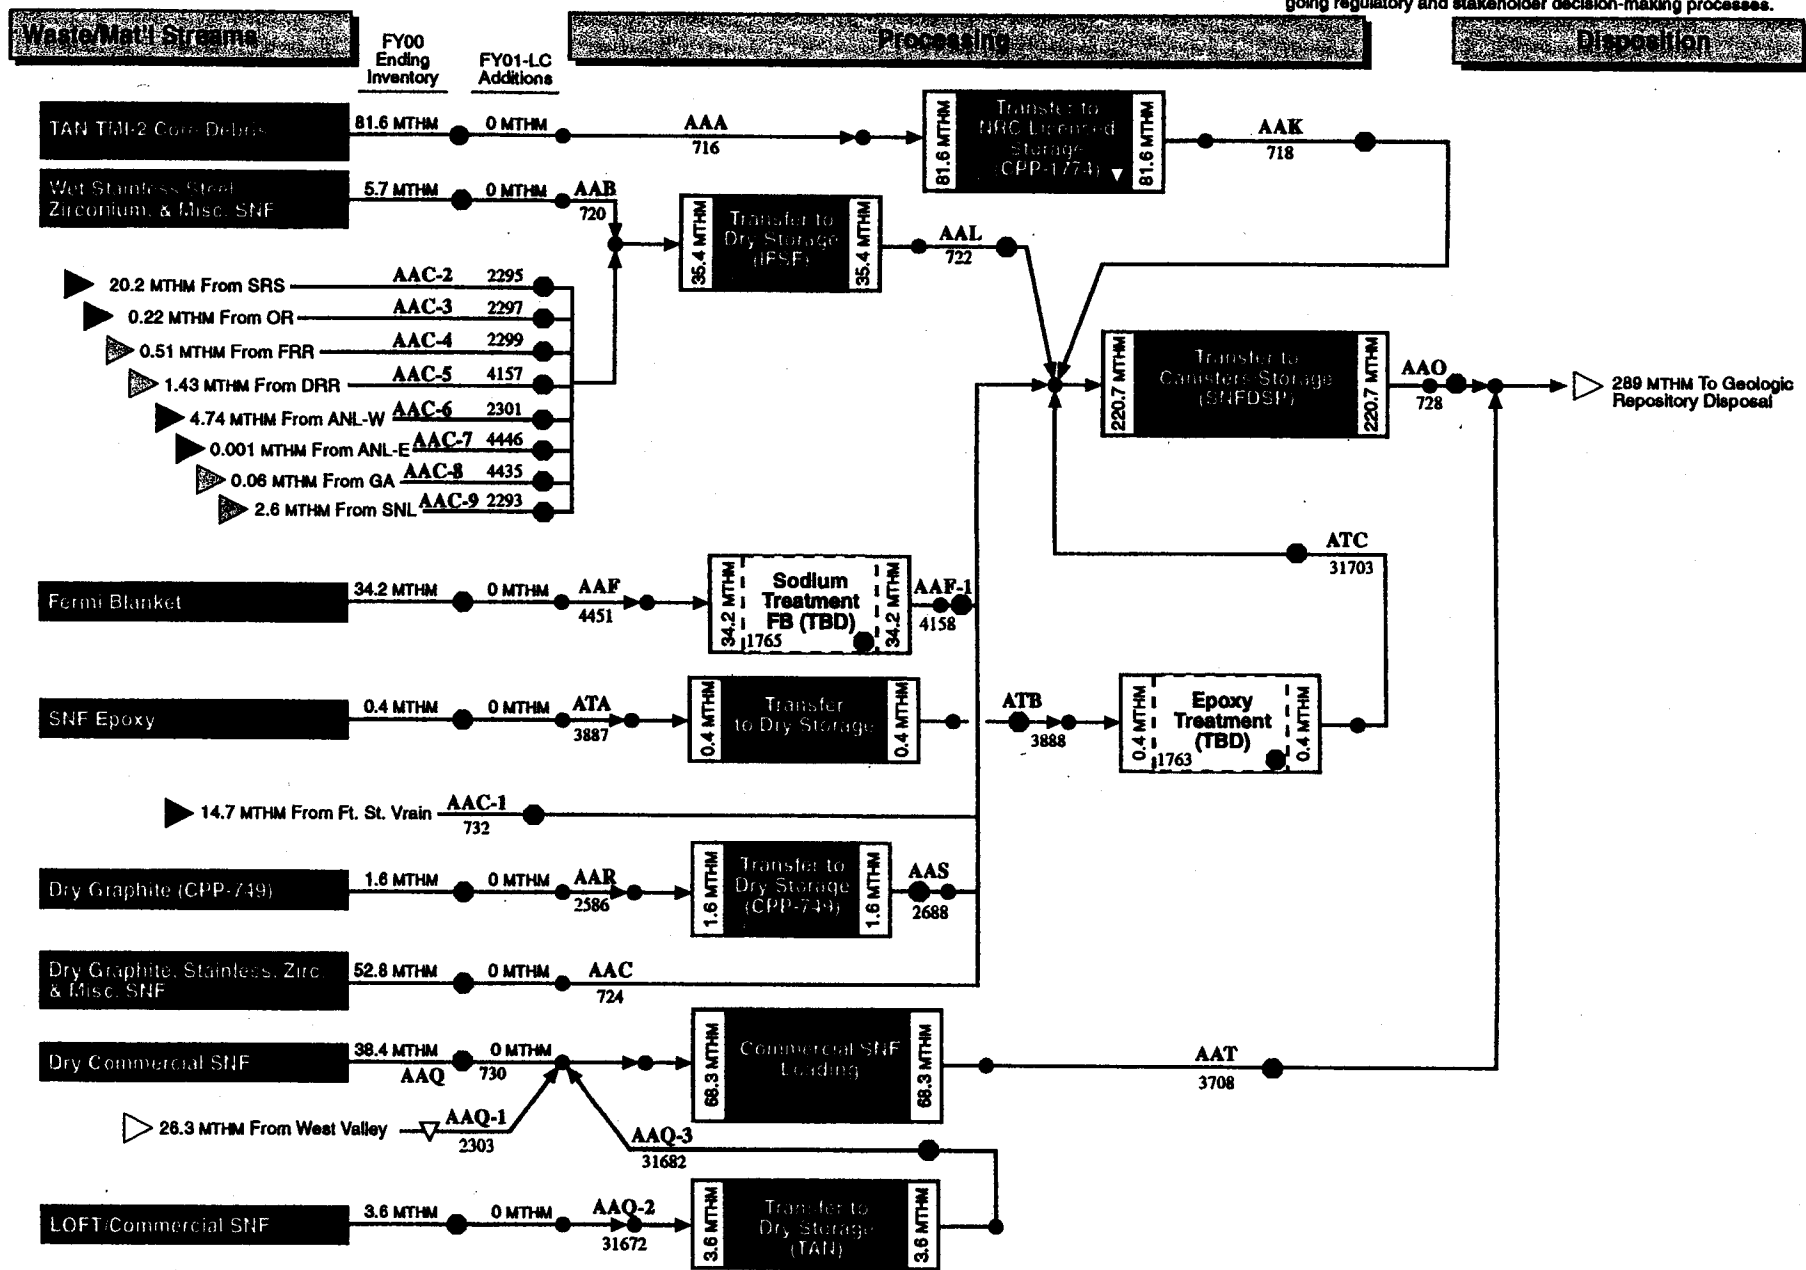 going regulatory and stakeholder decision-making processes.
Waste/Mat'l Streams
FY00
Ending
Inventory
FY01-LC
Additions
Processing
Disposition
TAN TMI-2 Core Debris
81.6 MTHM
0 MTHM
AAA
716
81.6 MTHM
Transfer to
NRC Licensed
Storage
(CPP-1774)
81.6 MTHM
AAK
718
Wet Stainless Steel,
Zirconium, & Misc. SNF
5.7 MTHM
0 MTHM
AAB
720
35.4 MTHM
Transfer to
Dry Storage
(IFSF)
35.4 MTHM
AAL
722
20.2 MTHM From SRS
AAC-2
2295
0.22 MTHM From OR
AAC-3
2297
0.51 MTHM From FRR
AAC-4
2299
1.43 MTHM From DRR
AAC-5
4157
4.74 MTHM From ANL-W
AAC-6
2301
0.001 MTHM From ANL-E
AAC-7
4446
0.06 MTHM From GA
AAC-8
4435
2.6 MTHM From SNL
AAC-9
2293
220.7 MTHM
Transfer to
Canisters Storage
(SNFDSP)
220.7 MTHM
AAO
728
289 MTHM To Geologic
Repository Disposal
ATC
31703
Fermi Blanket
34.2 MTHM
0 MTHM
AAF
4451
34.2 MTHM
Sodium
Treatment
FB (TBD)
1765
34.2 MTHM
AAF-1
4158
SNF Epoxy
0.4 MTHM
0 MTHM
ATA
3887
0.4 MTHM
Transfer
to Dry Storage
0.4 MTHM
ATB
3888
0.4 MTHM
Epoxy
Treatment
(TBD)
1763
0.4 MTHM
14.7 MTHM From Ft. St. Vrain
AAC-1
732
Dry Graphite (CPP-749)
1.6 MTHM
0 MTHM
AAR
2586
1.6 MTHM
Transfer to
Dry Storage
(CPP-749)
1.6 MTHM
AAS
2688
Dry Graphite, Stainless, Zirc.
& Misc. SNF
52.8 MTHM
0 MTHM
AAC
724
Dry Commercial SNF
38.4 MTHM
AAQ
0 MTHM
730
68.3 MTHM
Commercial SNF
Loading
68.3 MTHM
AAT
3708
26.3 MTHM From West Valley
AAQ-1
2303
AAQ-3
31682
LOFT/Commercial SNF
3.6 MTHM
0 MTHM
AAQ-2
31672
3.6 MTHM
Transfer to
Dry Storage
(TAN)
3.6 MTHM